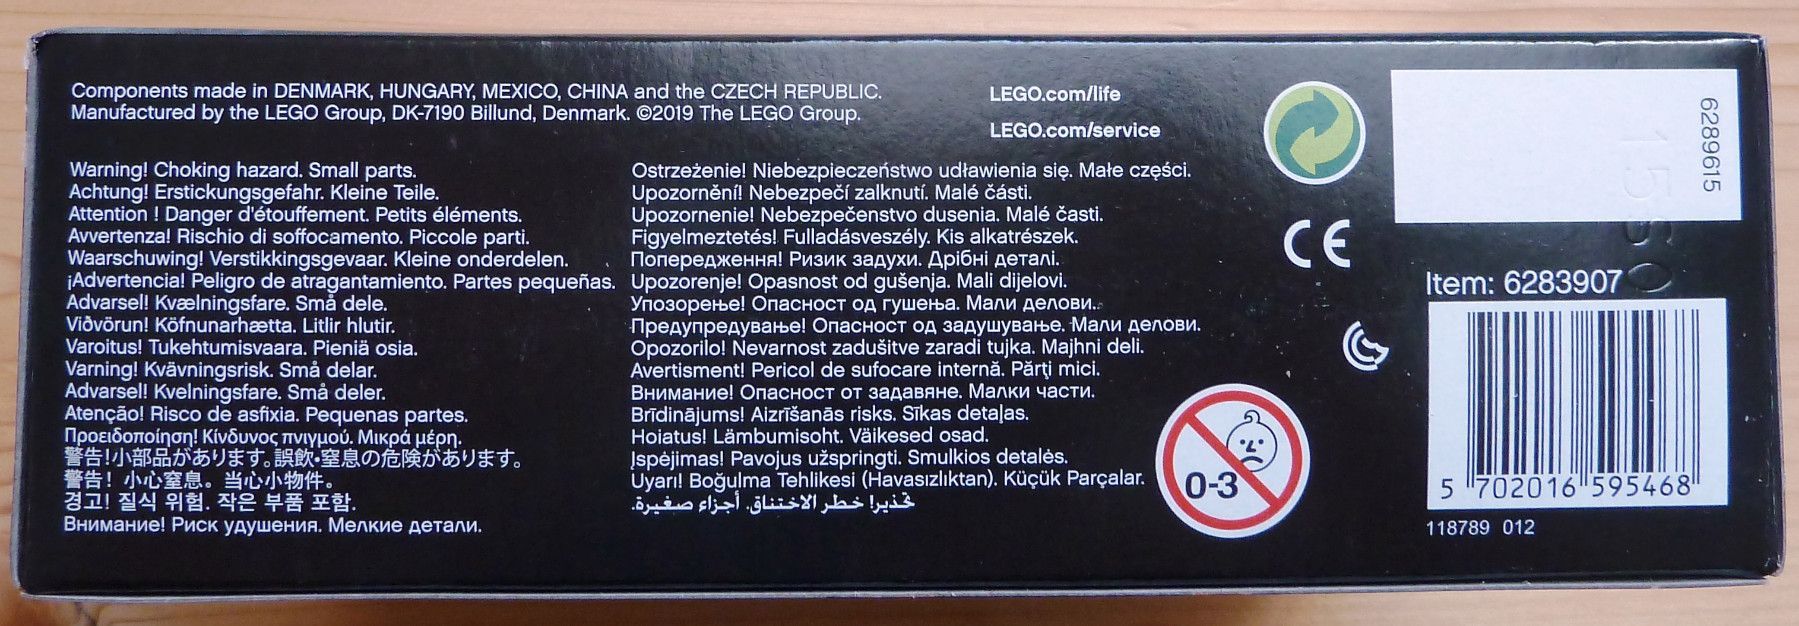 Components made in DENMARK, HUNGARY, MEXICO, CHINA and the CZECH REPUBLIC.
Manufactured by the LEGO Group, DK-7190 Billund, Denmark. ©2019 The LEGO Group.
Warning! Choking hazard. Small parts.
Achtung! Erstickungsgefahr. Kleine Teile.
Attention ! Danger d'étouffement. Petits éléments.
Avvertenza! Rischio di soffocamento. Piccole parti.
Waarschuwing! Verstikkingsgevaar. Kleine onderdelen.
¡Advertencia! Peligro de atragantamiento. Partes pequeñas.
Advarsel! Kvælningsfare. Små dele.
Viðvörun! Köfnunarhætta. Litlir hlutir.
Varoitus! Tukehtumisvaara. Pieniä osia.
Varning! Kvävningsrisk. Små delar.
Advarsel! Kvelningsfare. Små deler.
Atenção! Risco de asfixia. Pequenas partes.
Προειδοποίηση! Κίνδυνος πνιγμού. Μικρά μέρη.
警告!小部品があります。誤飲・窒息の危険があります。
警告！小心窒息。当心小物件。
경고! 질식 위험. 작은 부품 포함.
Внимание! Риск удушения. Мелкие детали.
Ostrzeżenie! Niebezpieczeństwo udławienia się. Małe części.
Upozornění! Nebezpečí zalknutí. Malé části.
Upozornenie! Nebezpečenstvo dusenia. Malé časti.
Figyelmeztetés! Fulladásveszély. Kis alkatrészek.
Попередження! Ризик задухи. Дрібні деталі.
Upozorenje! Opasnost od gušenja. Mali dijelovi.
Упозорење! Опасност од гушења. Мали делови.
Предупредување! Опасност од задушување. Мали делови.
Opozorilo! Nevarnost zadušitve zaradi tujka. Majhni deli.
Avertisment! Pericol de sufocare internă. Părţi mici.
Внимание! Опасност от задавяне. Малки части.
Brīdinājums! Aizrīšanās risks. Sīkas detaļas.
Hoiatus! Lämbumisoht. Väikesed osad.
Įspėjimas! Pavojus užspringti. Smulkios detalės.
Uyarı! Boğulma Tehlikesi (Havasızlıktan). Küçük Parçalar.
تحذير! خطر الاختناق. أجزاء صغيرة.
LEGO.com/life
LEGO.com/service
CE
0-3
6289615
Item: 6283907
5 702016 595468
118789 012